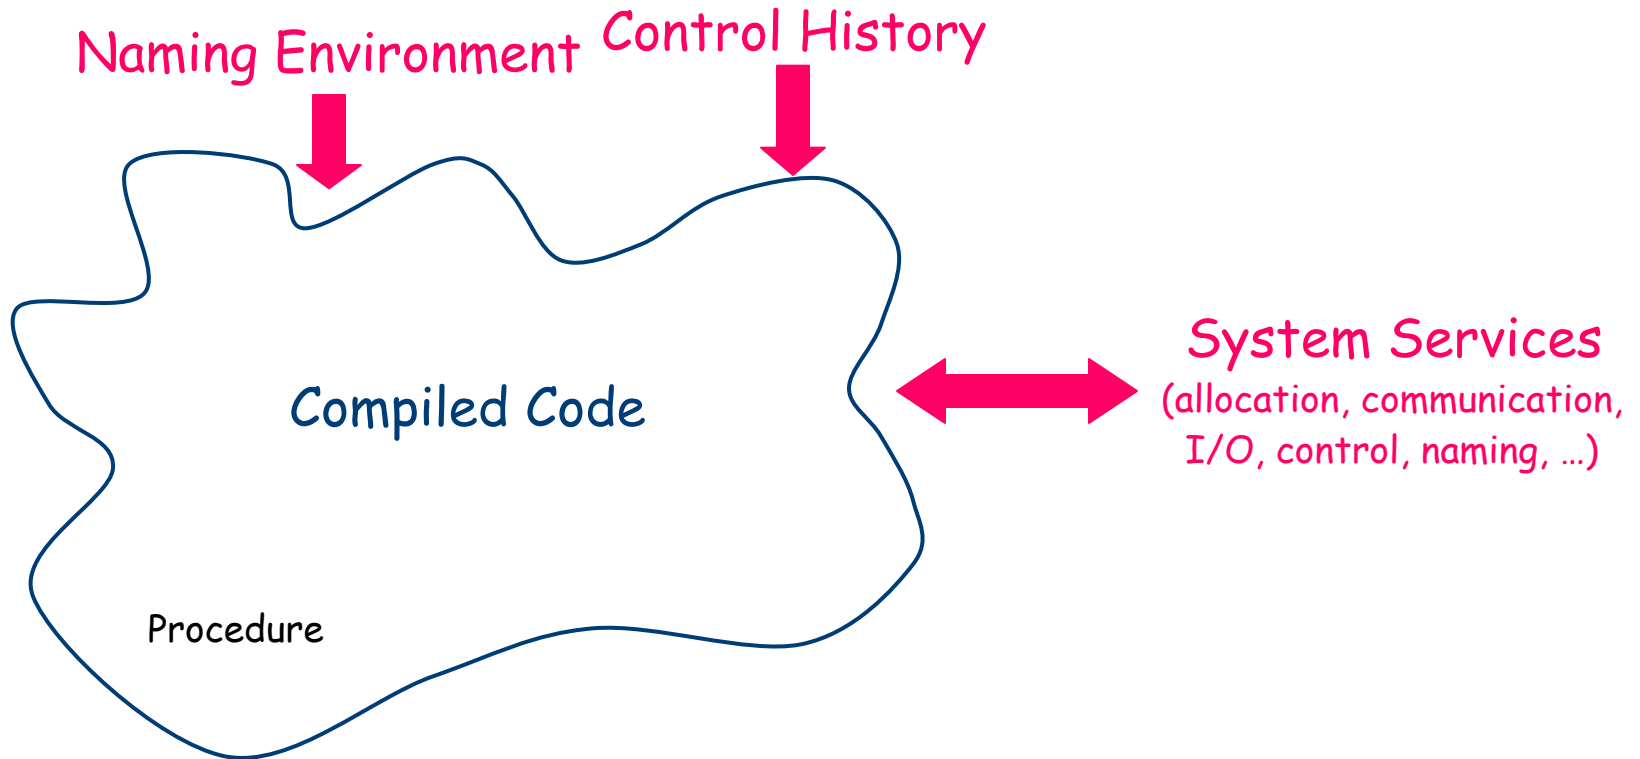 Naming Environment
Control History
Compiled Code
System Services
(allocation, communication,
I/O, control, naming, ...)
Procedure